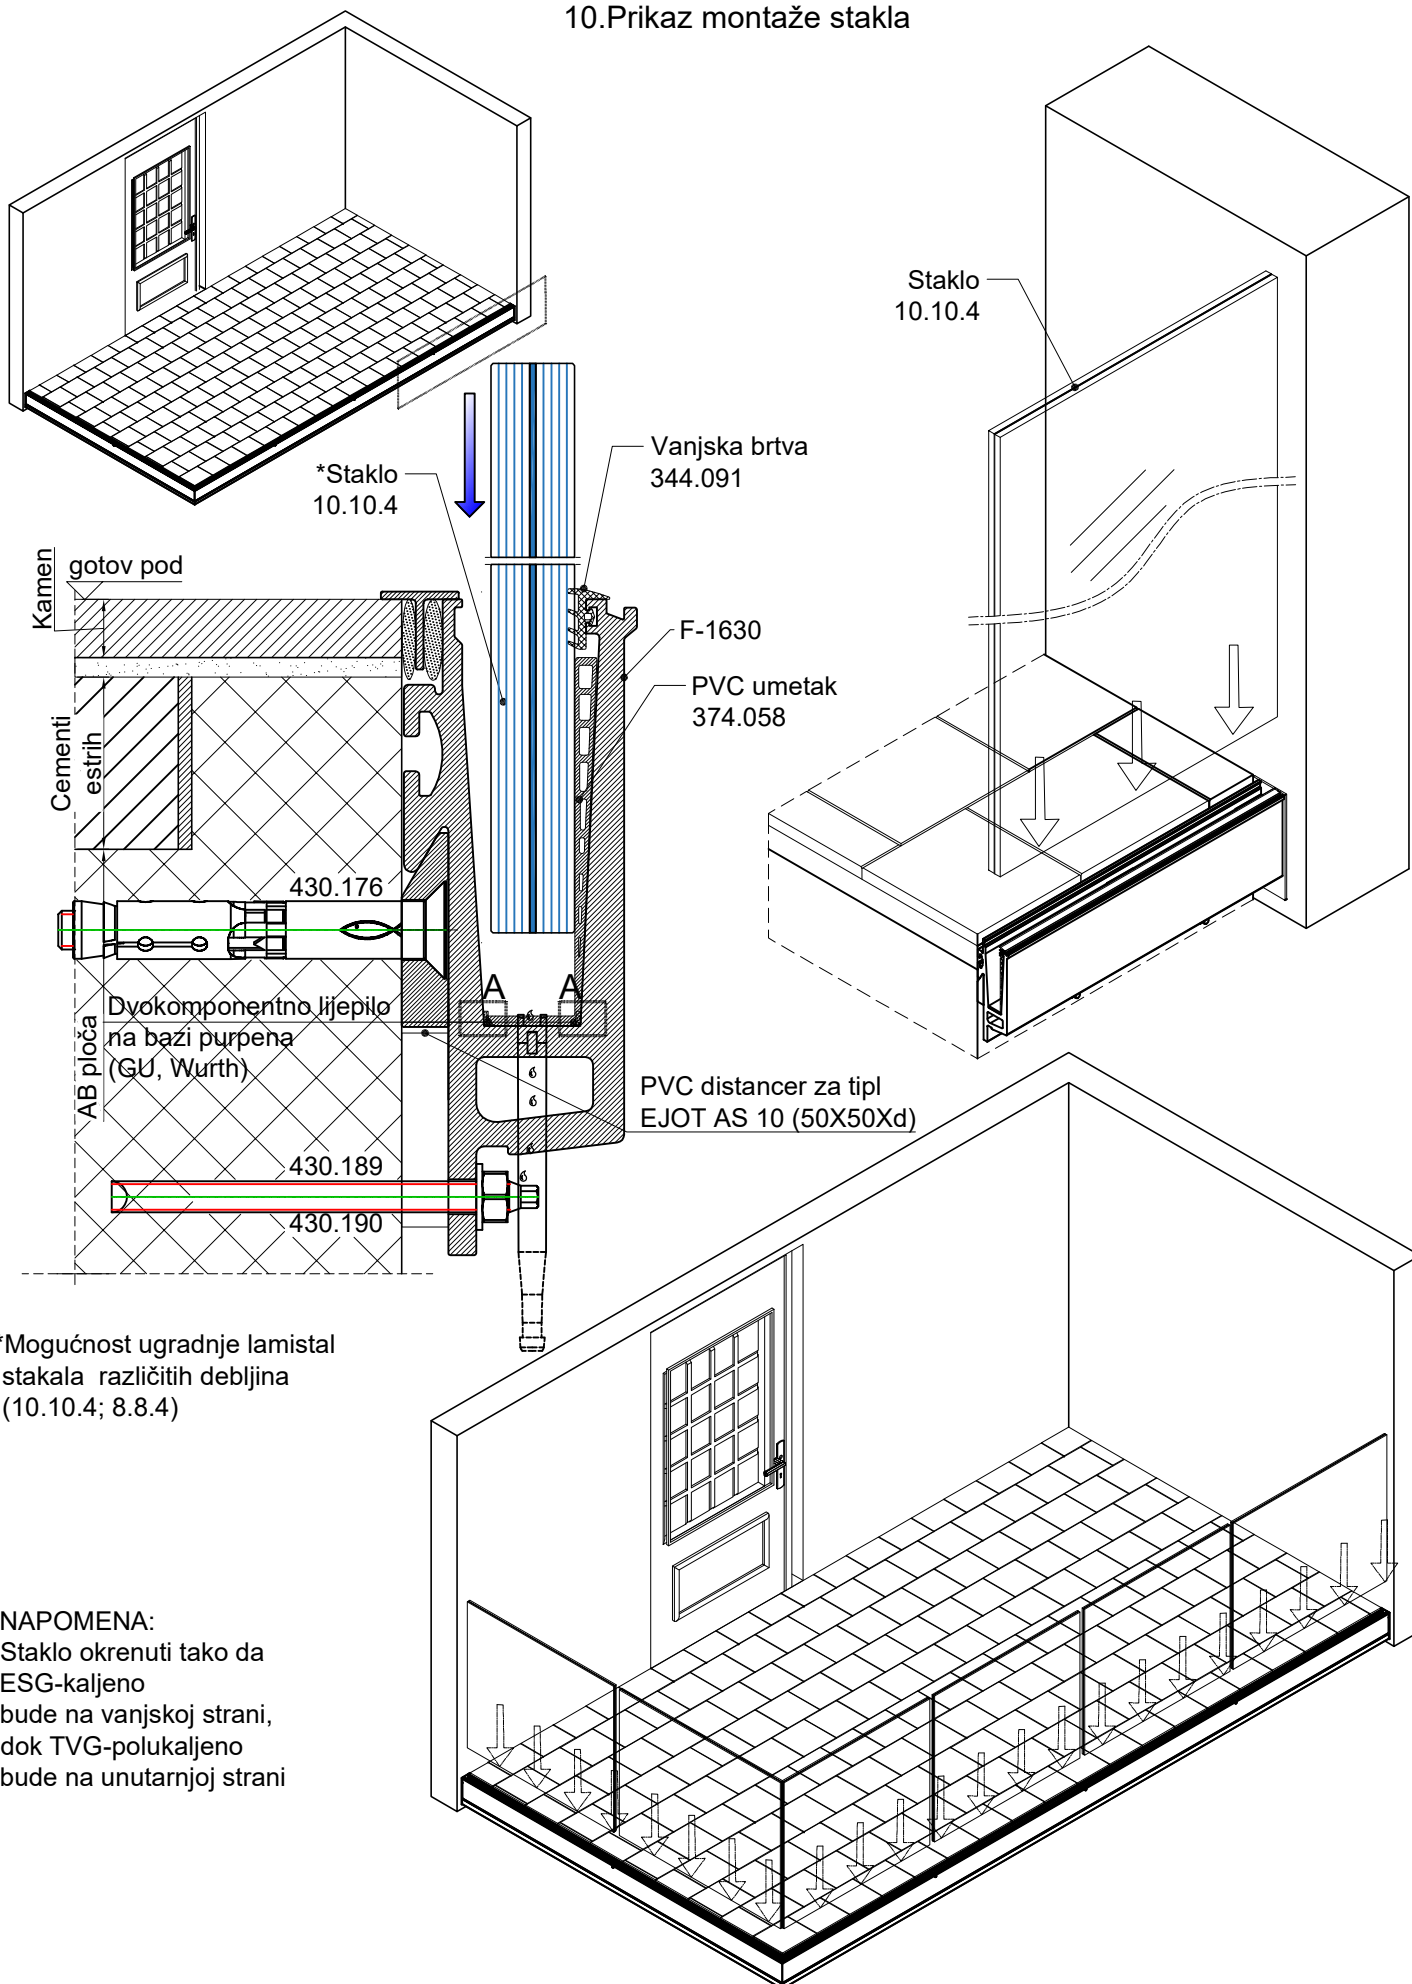 10.Prikaz montaže stakla
Staklo
10.10.4
*Staklo
10.10.4
Vanjska brtva
344.091
gotov pod
Kamen
F-1630
PVC umetak
374.058
Cementi
estrih
430.176
A
A
Dvokomponentno lijepilo
na bazi purpena
(GU, Wurth)
AB ploča
PVC distancer za tipl
EJOT AS 10 (50X50Xd)
430.189
430.190
*Mogućnost ugradnje lamistal
stakala različitih debljina
(10.10.4; 8.8.4)
NAPOMENA:
Staklo okrenuti tako da
ESG-kaljeno
bude na vanjskoj strani,
dok TVG-polukaljeno
bude na unutarnjoj strani